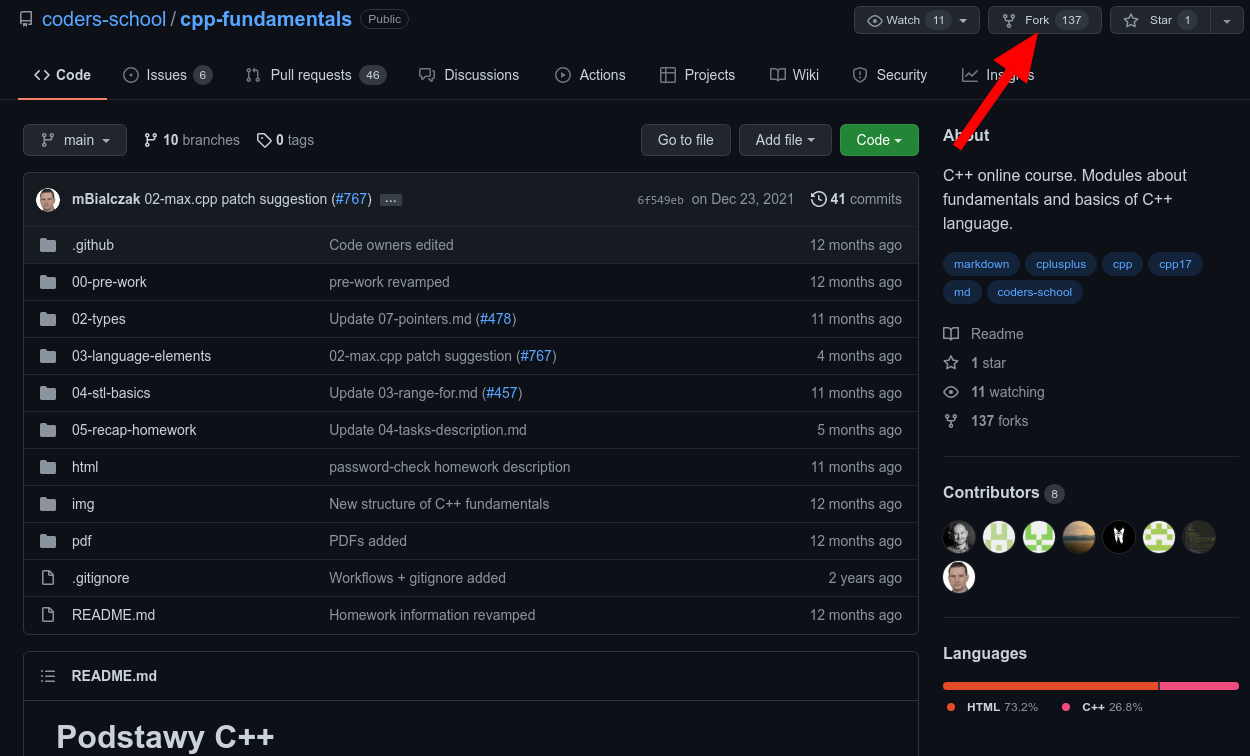 coders-school / cpp-fundamentals Public Watch 11 Fork 137 Star 1
Code Issues 6 Pull requests 46 Discussions Actions Projects Wiki Security Insights
main 10 branches 0 tags Go to file Add file Code
mBialczak 02-max.cpp patch suggestion (#767) ... 6f549eb on Dec 23, 2021 41 commits
.github Code owners edited 12 months ago
00-pre-work pre-work revamped 12 months ago
02-types Update 07-pointers.md (#478) 11 months ago
03-language-elements 02-max.cpp patch suggestion (#767) 4 months ago
04-stl-basics Update 03-range-for.md (#457) 11 months ago
05-recap-homework Update 04-tasks-description.md 5 months ago
html password-check homework description 11 months ago
img New structure of C++ fundamentals 12 months ago
pdf PDFs added 12 months ago
.gitignore Workflows + gitignore added 2 years ago
README.md Homework information revamped 12 months ago
README.md
Podstawy C++
About
C++ online course. Modules about
fundamentals and basics of C++
language.
markdown cplusplus cpp cpp17
md coders-school
Readme
1 star
11 watching
137 forks
Contributors 8
Languages
HTML 73.2% C++ 26.8%